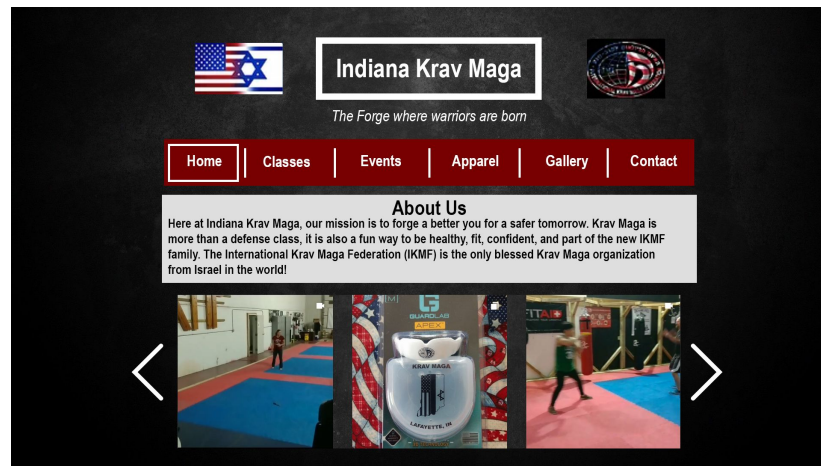 Indiana Krav Maga
The Forge where warriors are born
Home Classes Events Apparel Gallery Contact
About Us
Here at Indiana Krav Maga, our mission is to forge a better you for a safer tomorrow. Krav Maga is
more than a defense class, it is also a fun way to be healthy, fit, confident, and part of the new IKMF
family. The International Krav Maga Federation (IKMF) is the only blessed Krav Maga organization
from Israel in the world!
[M]
GUARDLAB
APEX
KRAV MAGA
LAFAYETTE, IN